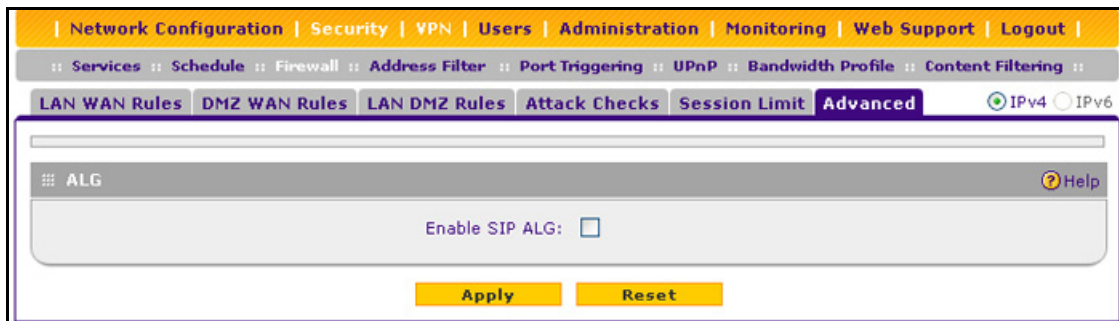 | Network Configuration | Security | VPN | Users | Administration | Monitoring | Web Support | Logout |
:: Services :: Schedule :: Firewall :: Address Filter :: Port Triggering :: UPnP :: Bandwidth Profile :: Content Filtering ::
LAN WAN Rules DMZ WAN Rules LAN DMZ Rules Attack Checks Session Limit Advanced IPv4 IPv6
ALG ? Help
Enable SIP ALG:
Apply Reset